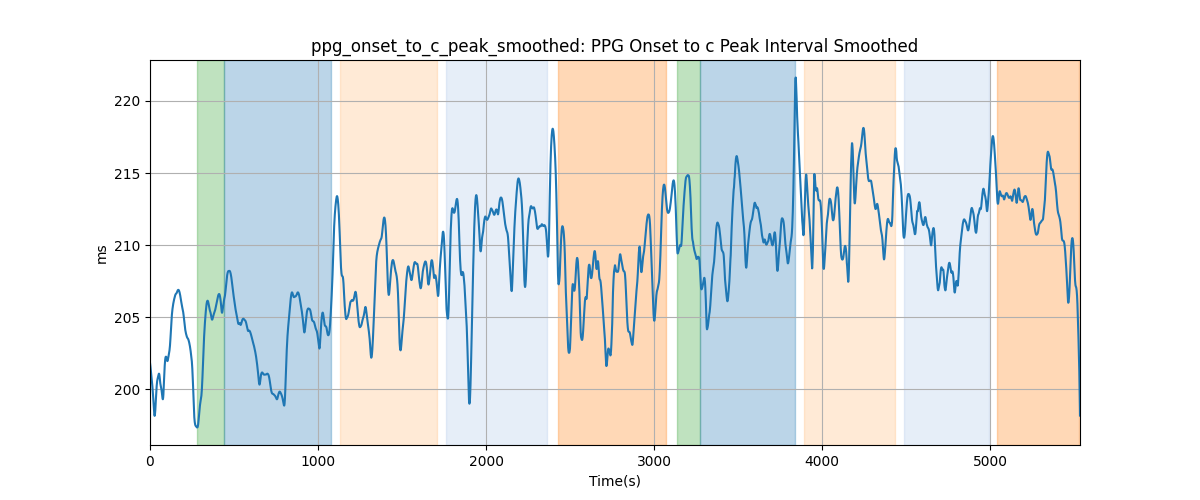 ppg_onset_to_c_peak_smoothed: PPG Onset to c Peak Interval Smoothed
220
215
210
205
200
ms
0 1000 2000 3000 4000 5000
Time(s)